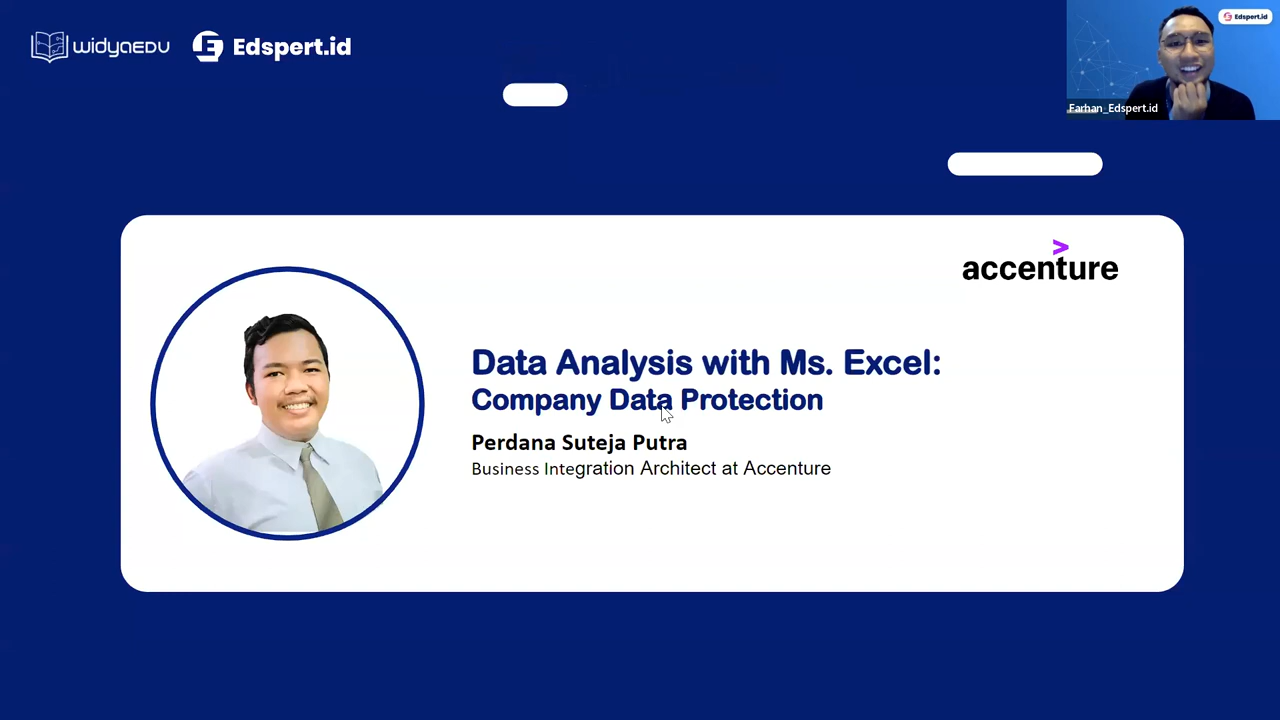 WIDYAEDU
Edspert.id
Edspert.id
Farhan_Edspert.id
accenture
Data Analysis with Ms. Excel:
Company Data Protection
Perdana Suteja Putra
Business Integration Architect at Accenture